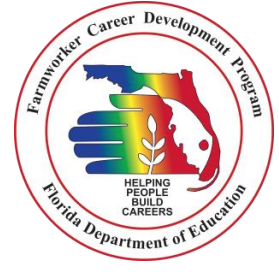 Farmworker Career Development Program
HELPING
PEOPLE
BUILD
CAREERS
Florida Department of Education